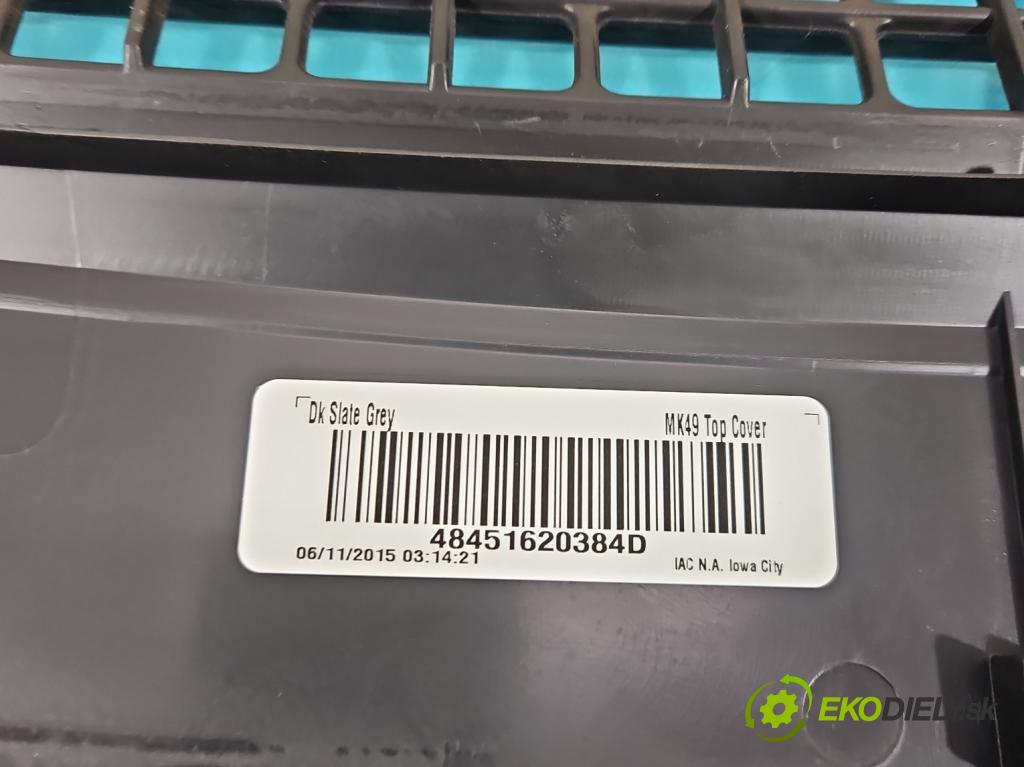 Dk Slate Grey MK49 Top Cover
48451620384D
06/11/2015 03:14:21 IAC N.A. Iowa City
EKODIELY.sk